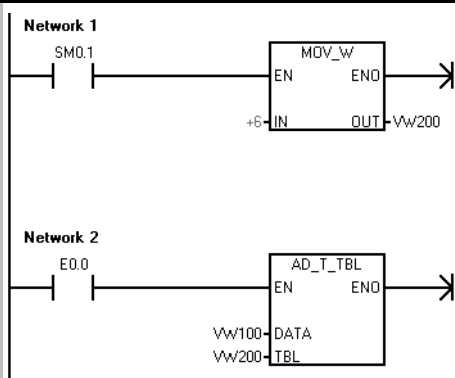 Network 1
SM0.1
MOV_W
EN ENO
+6 IN OUT VW200
Network 2
E0.0
AD_T_TBL
EN ENO
VW100 DATA
VW200 TBL